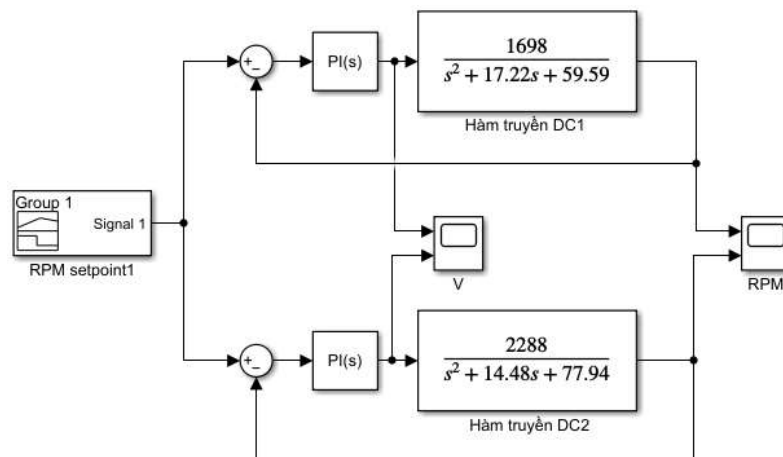 +
_
PI(s)
1698
s² + 17.22s + 59.59
Hàm truyền DC1
Group 1
Signal 1
RPM setpoint1
V
RPM
+
_
PI(s)
2288
s² + 14.48s + 77.94
Hàm truyền DC2